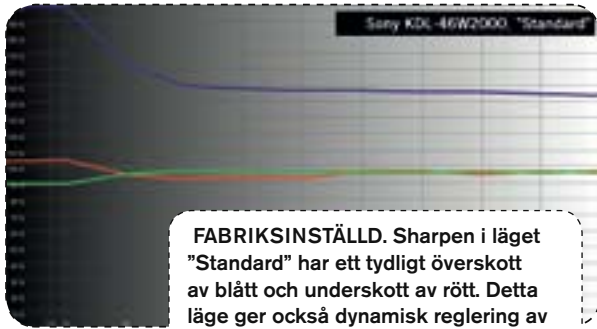 Sony KDL-46W2000, "Standard"
FABRIKSINSTÄLLD. Sharpen i läget
”Standard” har ett tydligt överskott
av blått och underskott av rött. Detta
läge ger också dynamisk reglering av